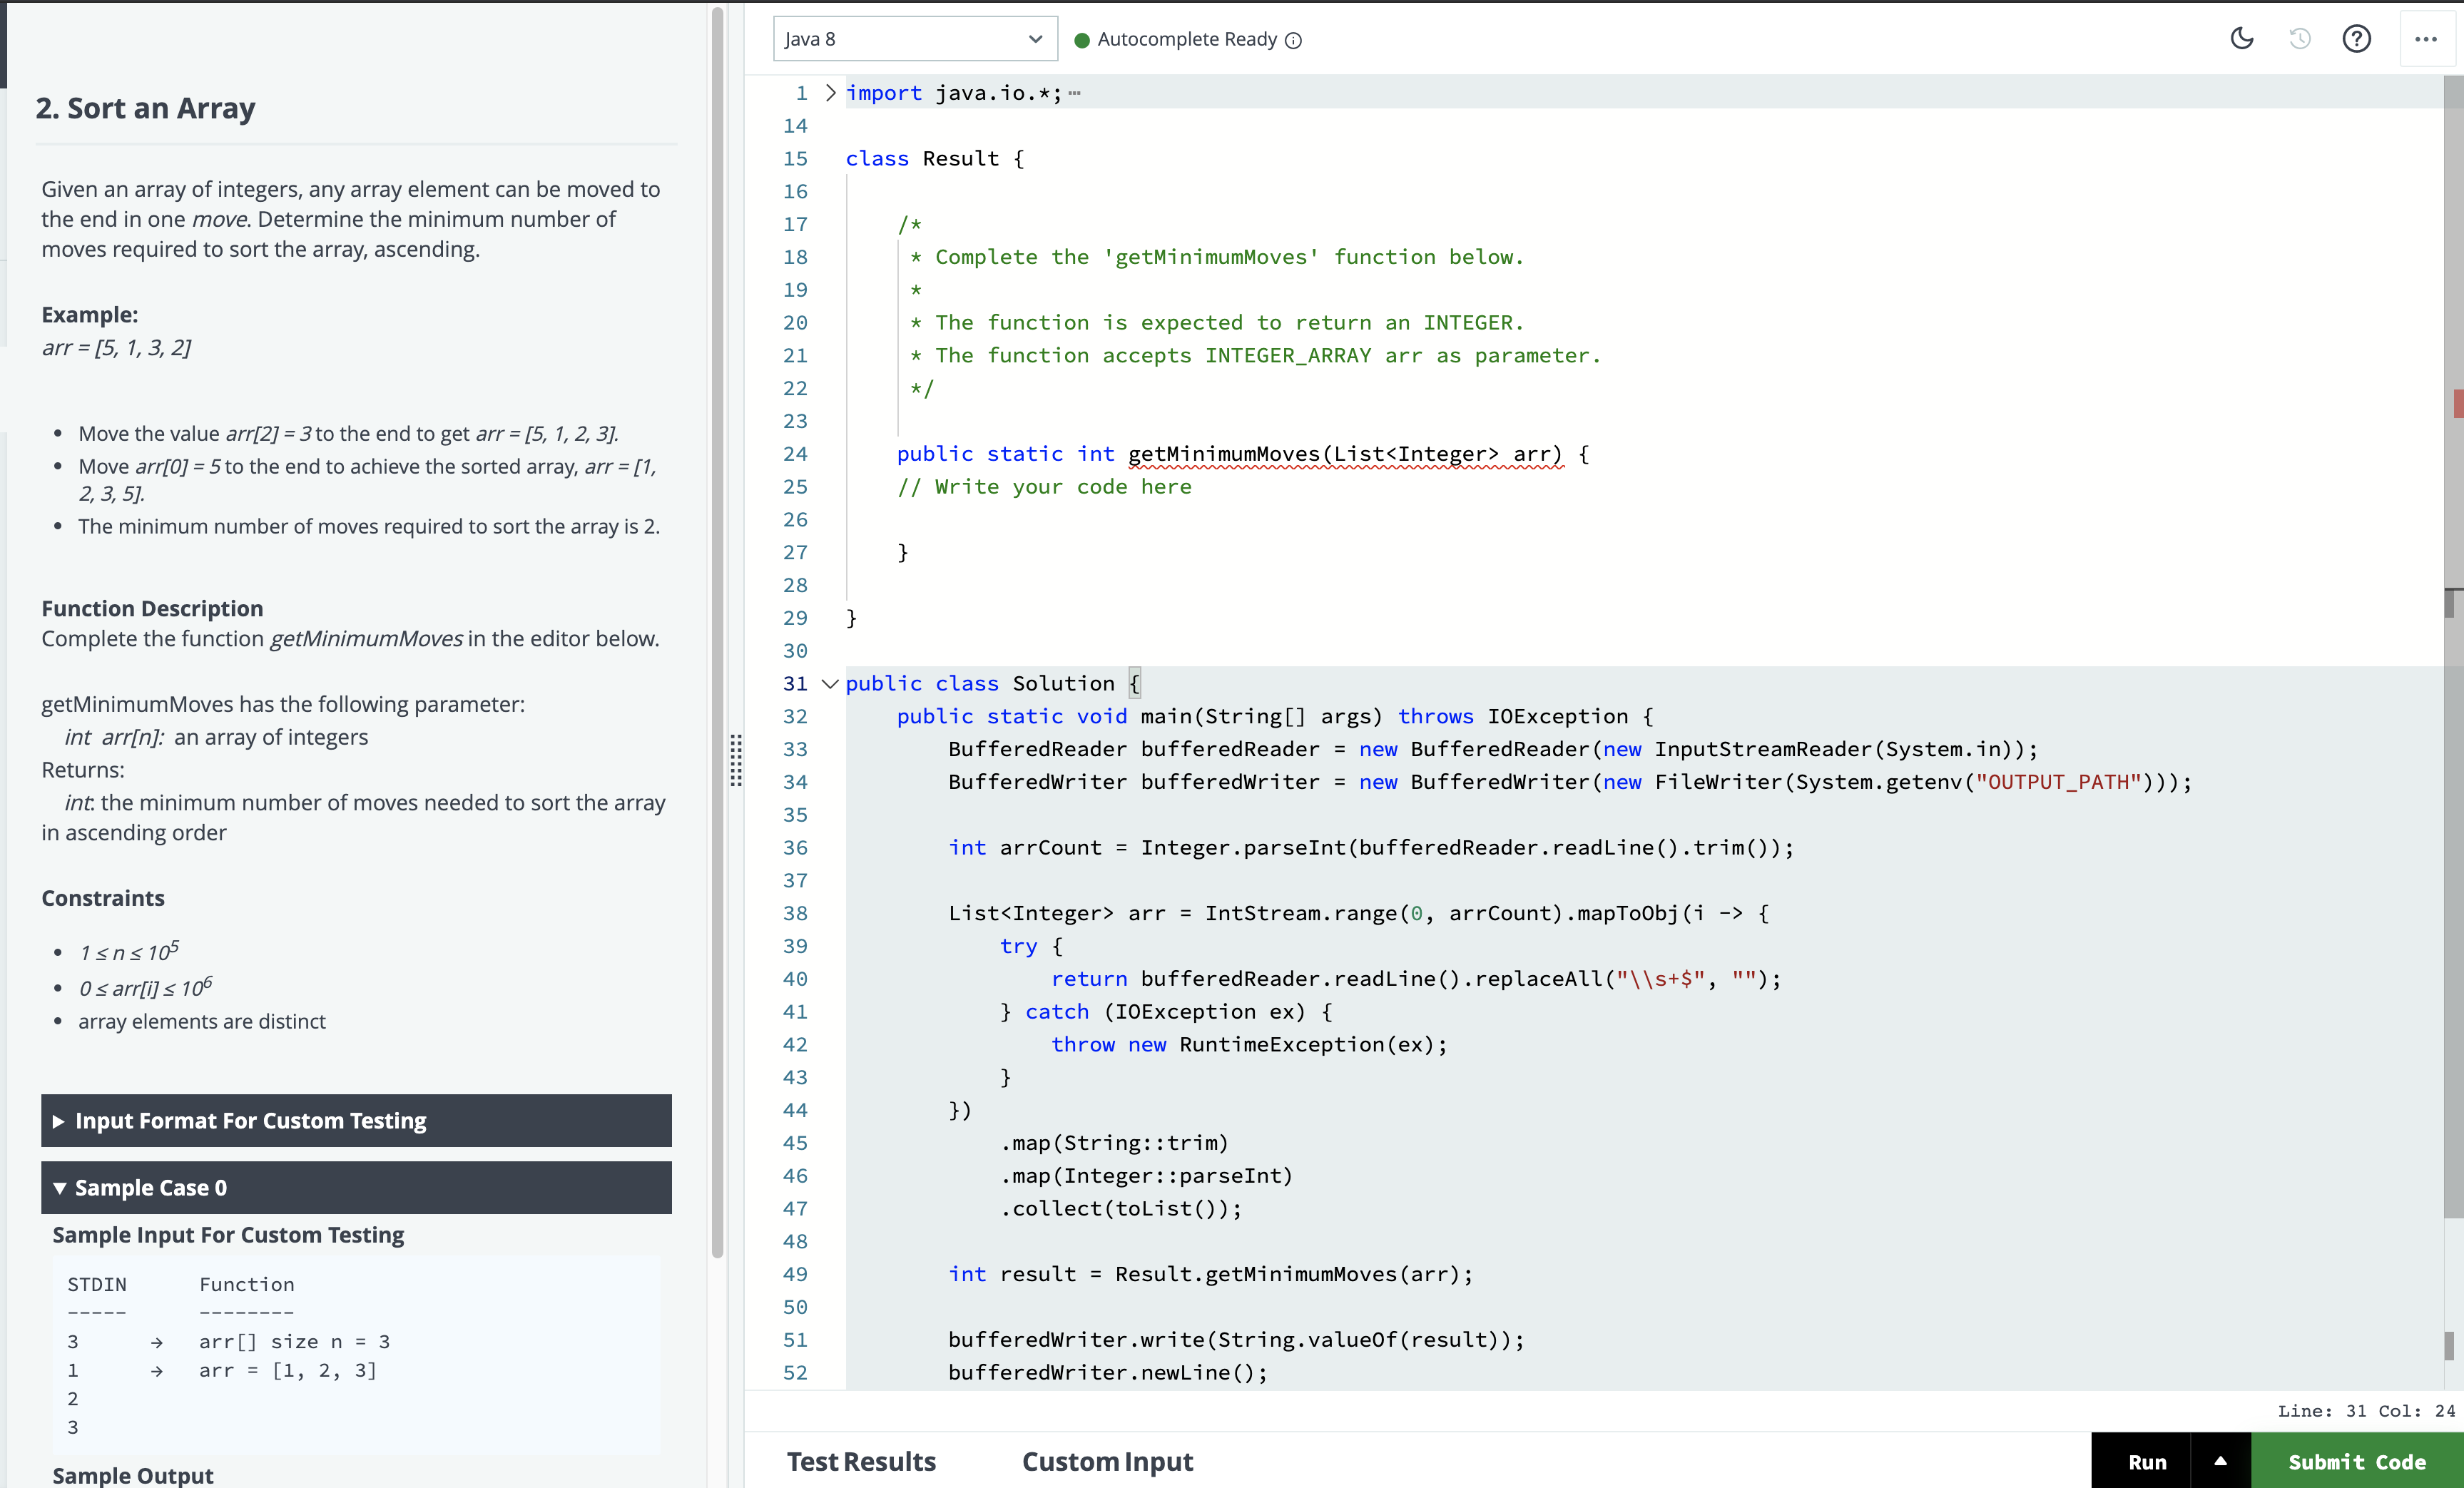 2. Sort an Array
Given an array of integers, any array element can be moved to
the end in one move. Determine the minimum number of
moves required to sort the array, ascending.
Example:
arr = [5, 1, 3, 2]
• Move the value arr[2] = 3 to the end to get arr = [5, 1, 2, 3].
• Move arr[0] = 5 to the end to achieve the sorted array, arr = [1,
2, 3, 5].
• The minimum number of moves required to sort the array is 2.
Function Description
Complete the function getMinimumMoves in the editor below.
getMinimumMoves has the following parameter:
int arr[n]: an array of integers
Returns:
int: the minimum number of moves needed to sort the array
in ascending order
Constraints
• 1 ≤ n ≤ 10^5
• 0 ≤ arr[i] ≤ 10^6
• array elements are distinct
▶ Input Format For Custom Testing
▼ Sample Case 0
Sample Input For Custom Testing
STDIN Function
----- --------
3 → arr[] size n = 3
1 → arr = [1, 2, 3]
2
3
Sample Output
Java 8
Autocomplete Ready
1 import java.io.*;
14
15 class Result {
16
17     /*
18      * Complete the 'getMinimumMoves' function below.
19      *
20      * The function is expected to return an INTEGER.
21      * The function accepts INTEGER_ARRAY arr as parameter.
22      */
23
24     public static int getMinimumMoves(List<Integer> arr) {
25     // Write your code here
26
27     }
28
29 }
30
31 public class Solution {
32     public static void main(String[] args) throws IOException {
33         BufferedReader bufferedReader = new BufferedReader(new InputStreamReader(System.in));
34         BufferedWriter bufferedWriter = new BufferedWriter(new FileWriter(System.getenv("OUTPUT_PATH")));
35
36         int arrCount = Integer.parseInt(bufferedReader.readLine().trim());
37
38         List<Integer> arr = IntStream.range(0, arrCount).mapToObj(i -> {
39             try {
40                 return bufferedReader.readLine().replaceAll("\\s+$", "");
41             } catch (IOException ex) {
42                 throw new RuntimeException(ex);
43             }
44         })
45             .map(String::trim)
46             .map(Integer::parseInt)
47             .collect(toList());
48
49         int result = Result.getMinimumMoves(arr);
50
51         bufferedWriter.write(String.valueOf(result));
52         bufferedWriter.newLine();
Line: 31 Col: 24
Test Results
Custom Input
Run
Submit Code